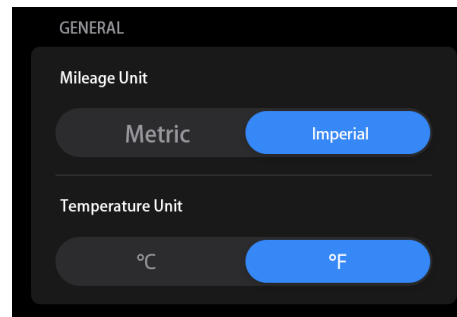 GENERAL
Mileage Unit
Metric Imperial
Temperature Unit
°C °F